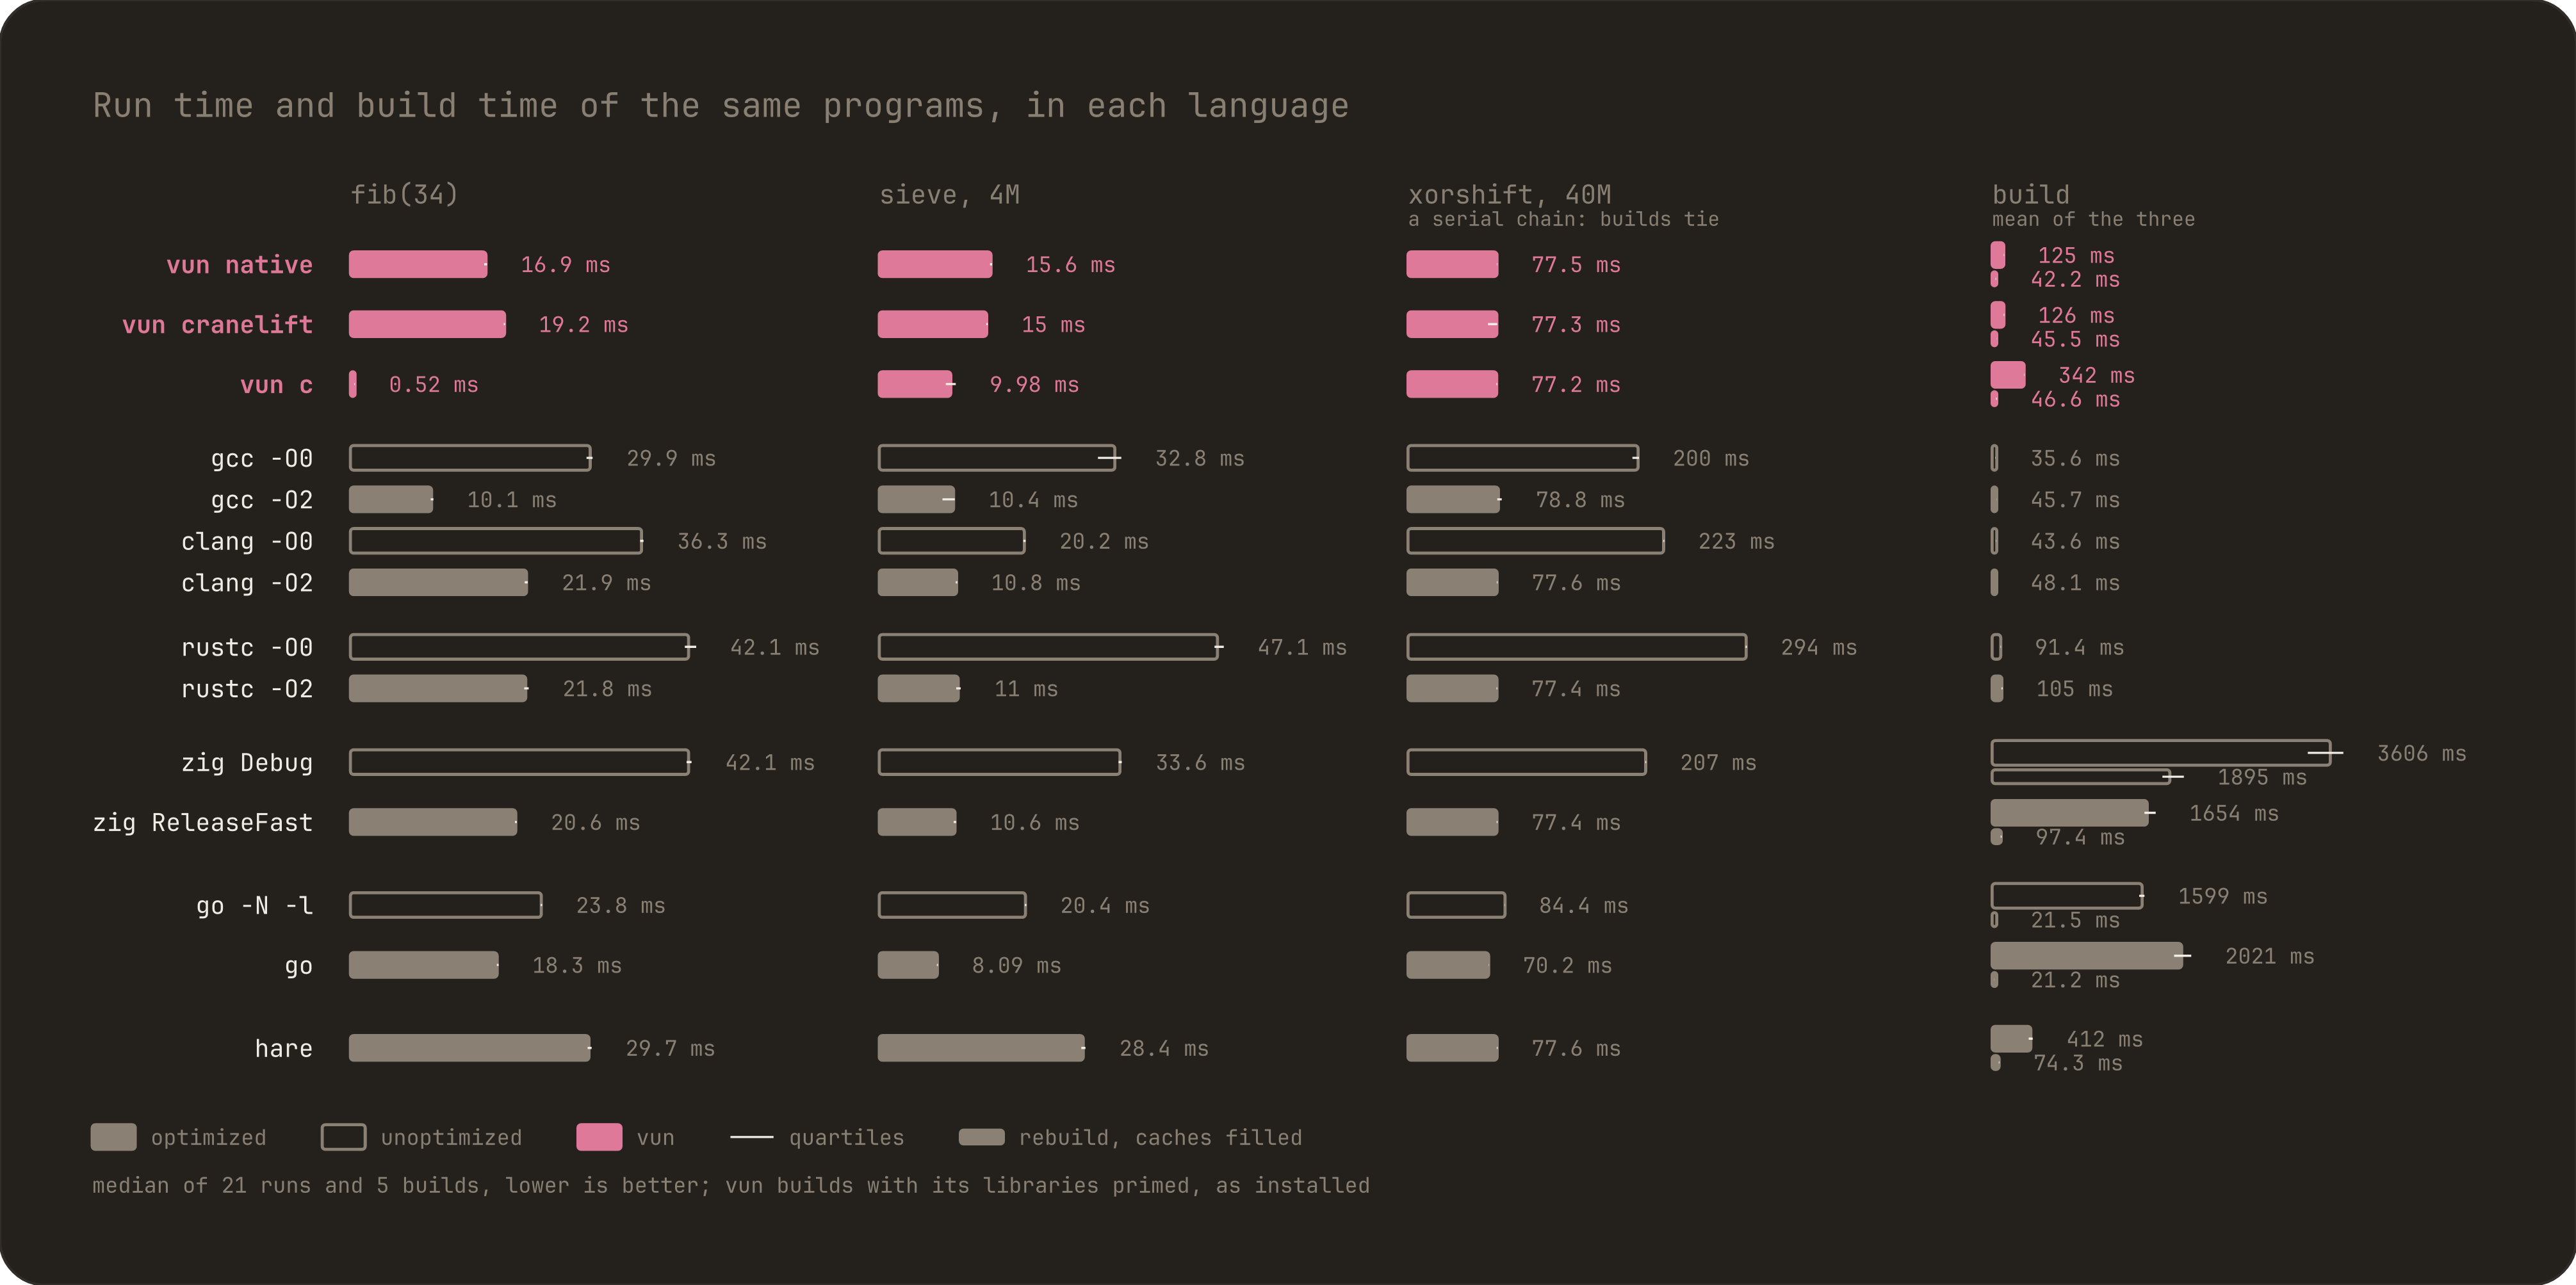 Run time and build time of the same programs, in each language
fib(34) sieve, 4M xorshift, 40M build
a serial chain: builds tie mean of the three
vun native 16.9 ms 15.6 ms 77.5 ms 125 ms
42.2 ms
vun cranelift 19.2 ms 15 ms 77.3 ms 126 ms
45.5 ms
vun c 0.52 ms 9.98 ms 77.2 ms 342 ms
46.6 ms
gcc -O0 29.9 ms 32.8 ms 200 ms 35.6 ms
gcc -O2 10.1 ms 10.4 ms 78.8 ms 45.7 ms
clang -O0 36.3 ms 20.2 ms 223 ms 43.6 ms
clang -O2 21.9 ms 10.8 ms 77.6 ms 48.1 ms
rustc -O0 42.1 ms 47.1 ms 294 ms 91.4 ms
rustc -O2 21.8 ms 11 ms 77.4 ms 105 ms
zig Debug 42.1 ms 33.6 ms 207 ms 3606 ms
1895 ms
zig ReleaseFast 20.6 ms 10.6 ms 77.4 ms 1654 ms
97.4 ms
go -N -l 23.8 ms 20.4 ms 84.4 ms 1599 ms
21.5 ms
go 18.3 ms 8.09 ms 70.2 ms 2021 ms
21.2 ms
hare 29.7 ms 28.4 ms 77.6 ms 412 ms
74.3 ms
optimized unoptimized vun quartiles rebuild, caches filled
median of 21 runs and 5 builds, lower is better; vun builds with its libraries primed, as installed